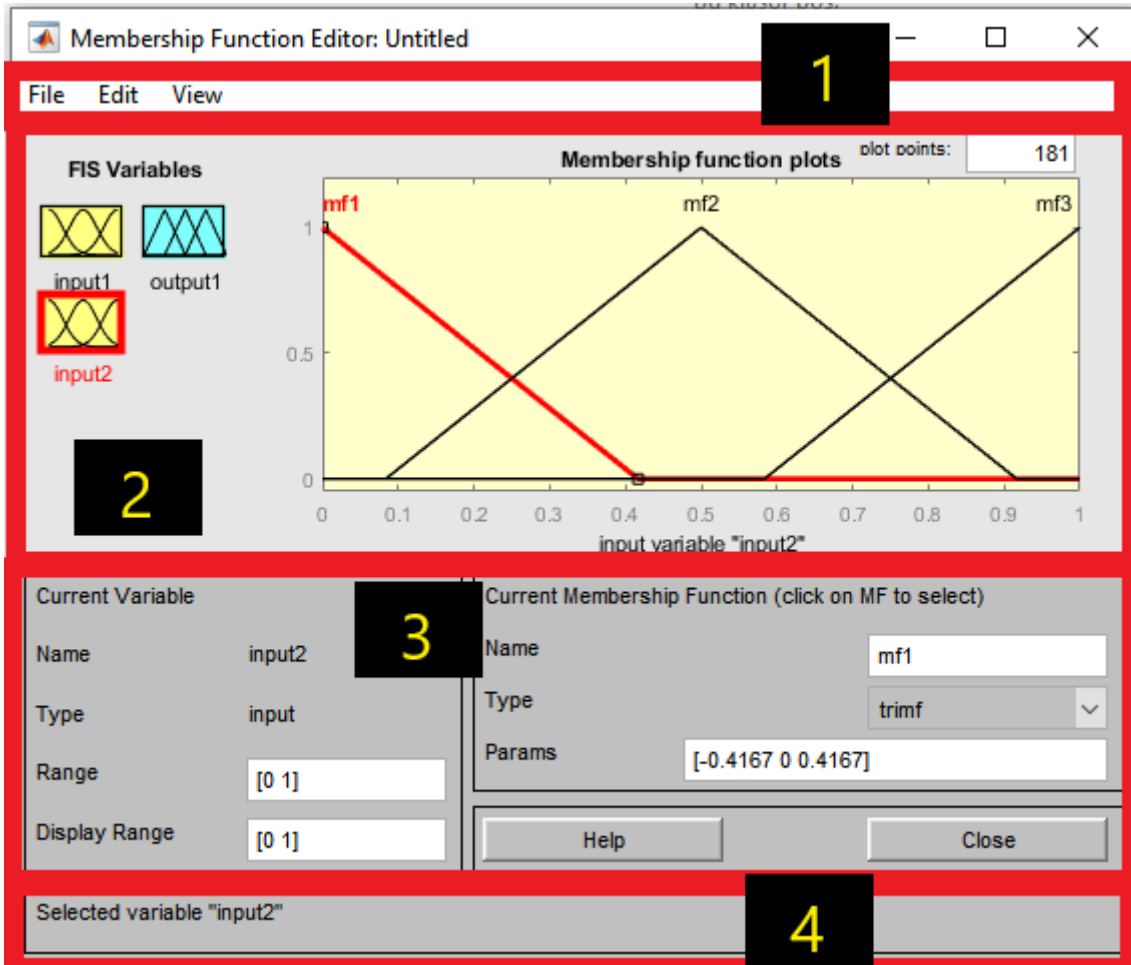 Membership Function Editor: Untitled
1
File Edit View
FIS Variables
Membership function plots
plot points:
181
mf1
mf2
mf3
input1
output1
input2
1
0.5
0
0 0.1 0.2 0.3 0.4 0.5 0.6 0.7 0.8 0.9 1
input variable "input2"
2
Current Variable
Name input2
Type input
Range [0 1]
Display Range [0 1]
3
Current Membership Function (click on MF to select)
Name mf1
Type trimf
Params [-0.4167 0 0.4167]
Help
Close
Selected variable "input2"
4